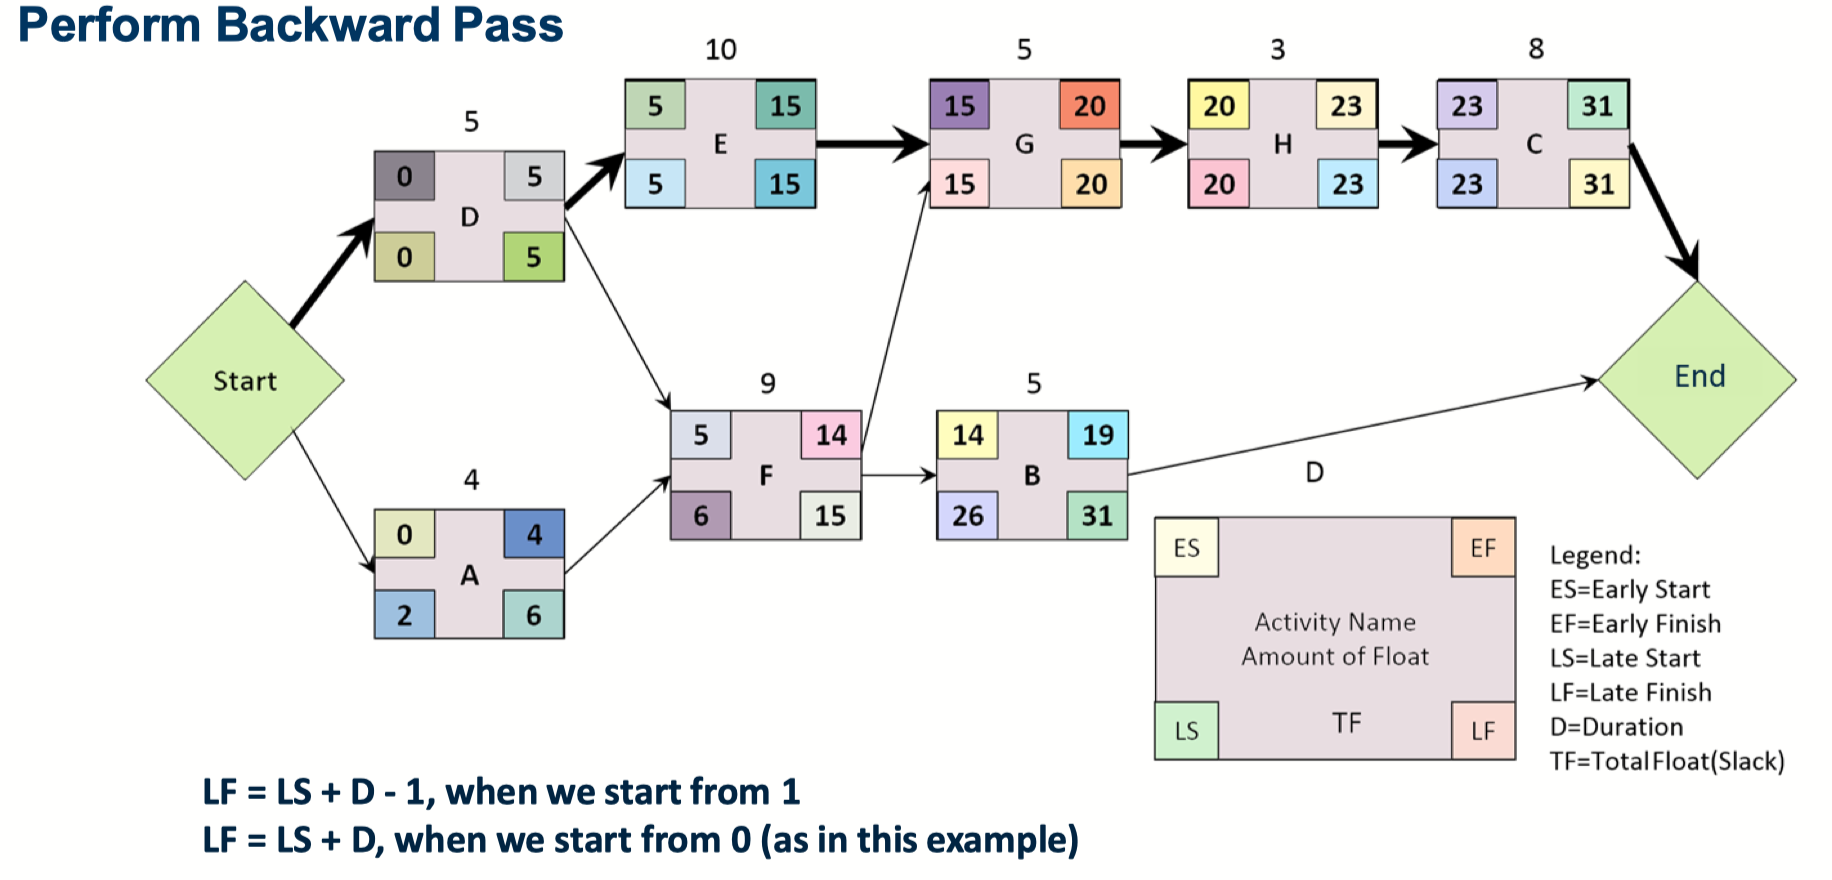 Perform Backward Pass
10
5
3
8
5
5
15
E
5
15
15
20
G
15
20
20
23
H
20
23
23
31
C
23
31
0
5
D
0
5
Start
End
9
5
5
14
F
6
15
14
19
B
26
31
D
4
0
4
A
2
6
ES
EF
Activity Name
Amount of Float
LS
TF
LF
Legend:
ES=Early Start
EF=Early Finish
LS=Late Start
LF=Late Finish
D=Duration
TF=TotalFloat(Slack)
LF = LS + D - 1, when we start from 1
LF = LS + D, when we start from 0 (as in this example)